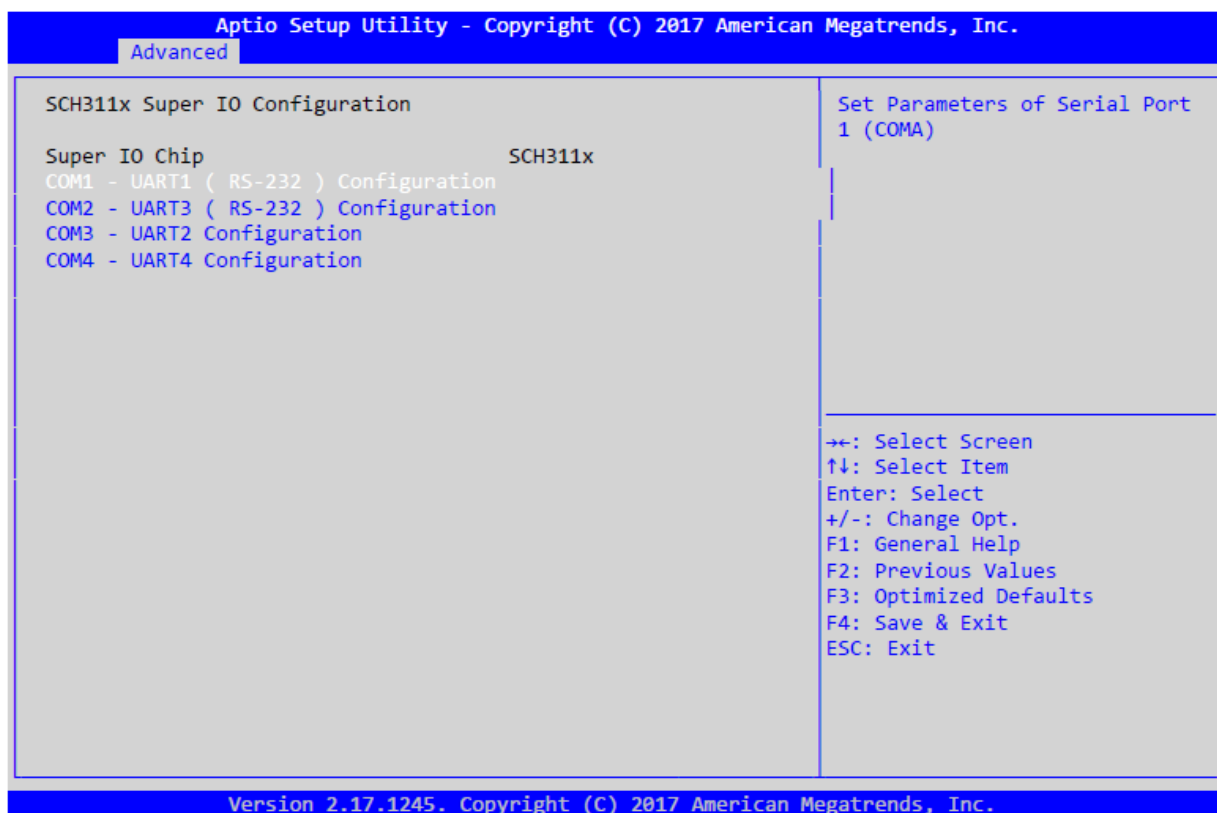 Aptio Setup Utility - Copyright (C) 2017 American Megatrends, Inc.
Advanced
SCH311x Super IO Configuration
Super IO Chip SCH311x
COM1 - UART1 ( RS-232 ) Configuration
COM2 - UART3 ( RS-232 ) Configuration
COM3 - UART2 Configuration
COM4 - UART4 Configuration
Set Parameters of Serial Port
1 (COMA)
→←: Select Screen
↑↓: Select Item
Enter: Select
+/-: Change Opt.
F1: General Help
F2: Previous Values
F3: Optimized Defaults
F4: Save & Exit
ESC: Exit
Version 2.17.1245. Copyright (C) 2017 American Megatrends, Inc.